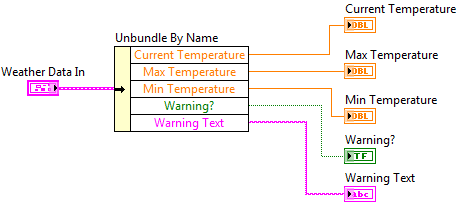 Current Temperature
Unbundle By Name
DBL
Current Temperature
Max Temperature
Weather Data In
Max Temperature
DBL
Min Temperature
Min Temperature
Warning?
DBL
Warning Text
Warning?
TF
Warning Text
abc